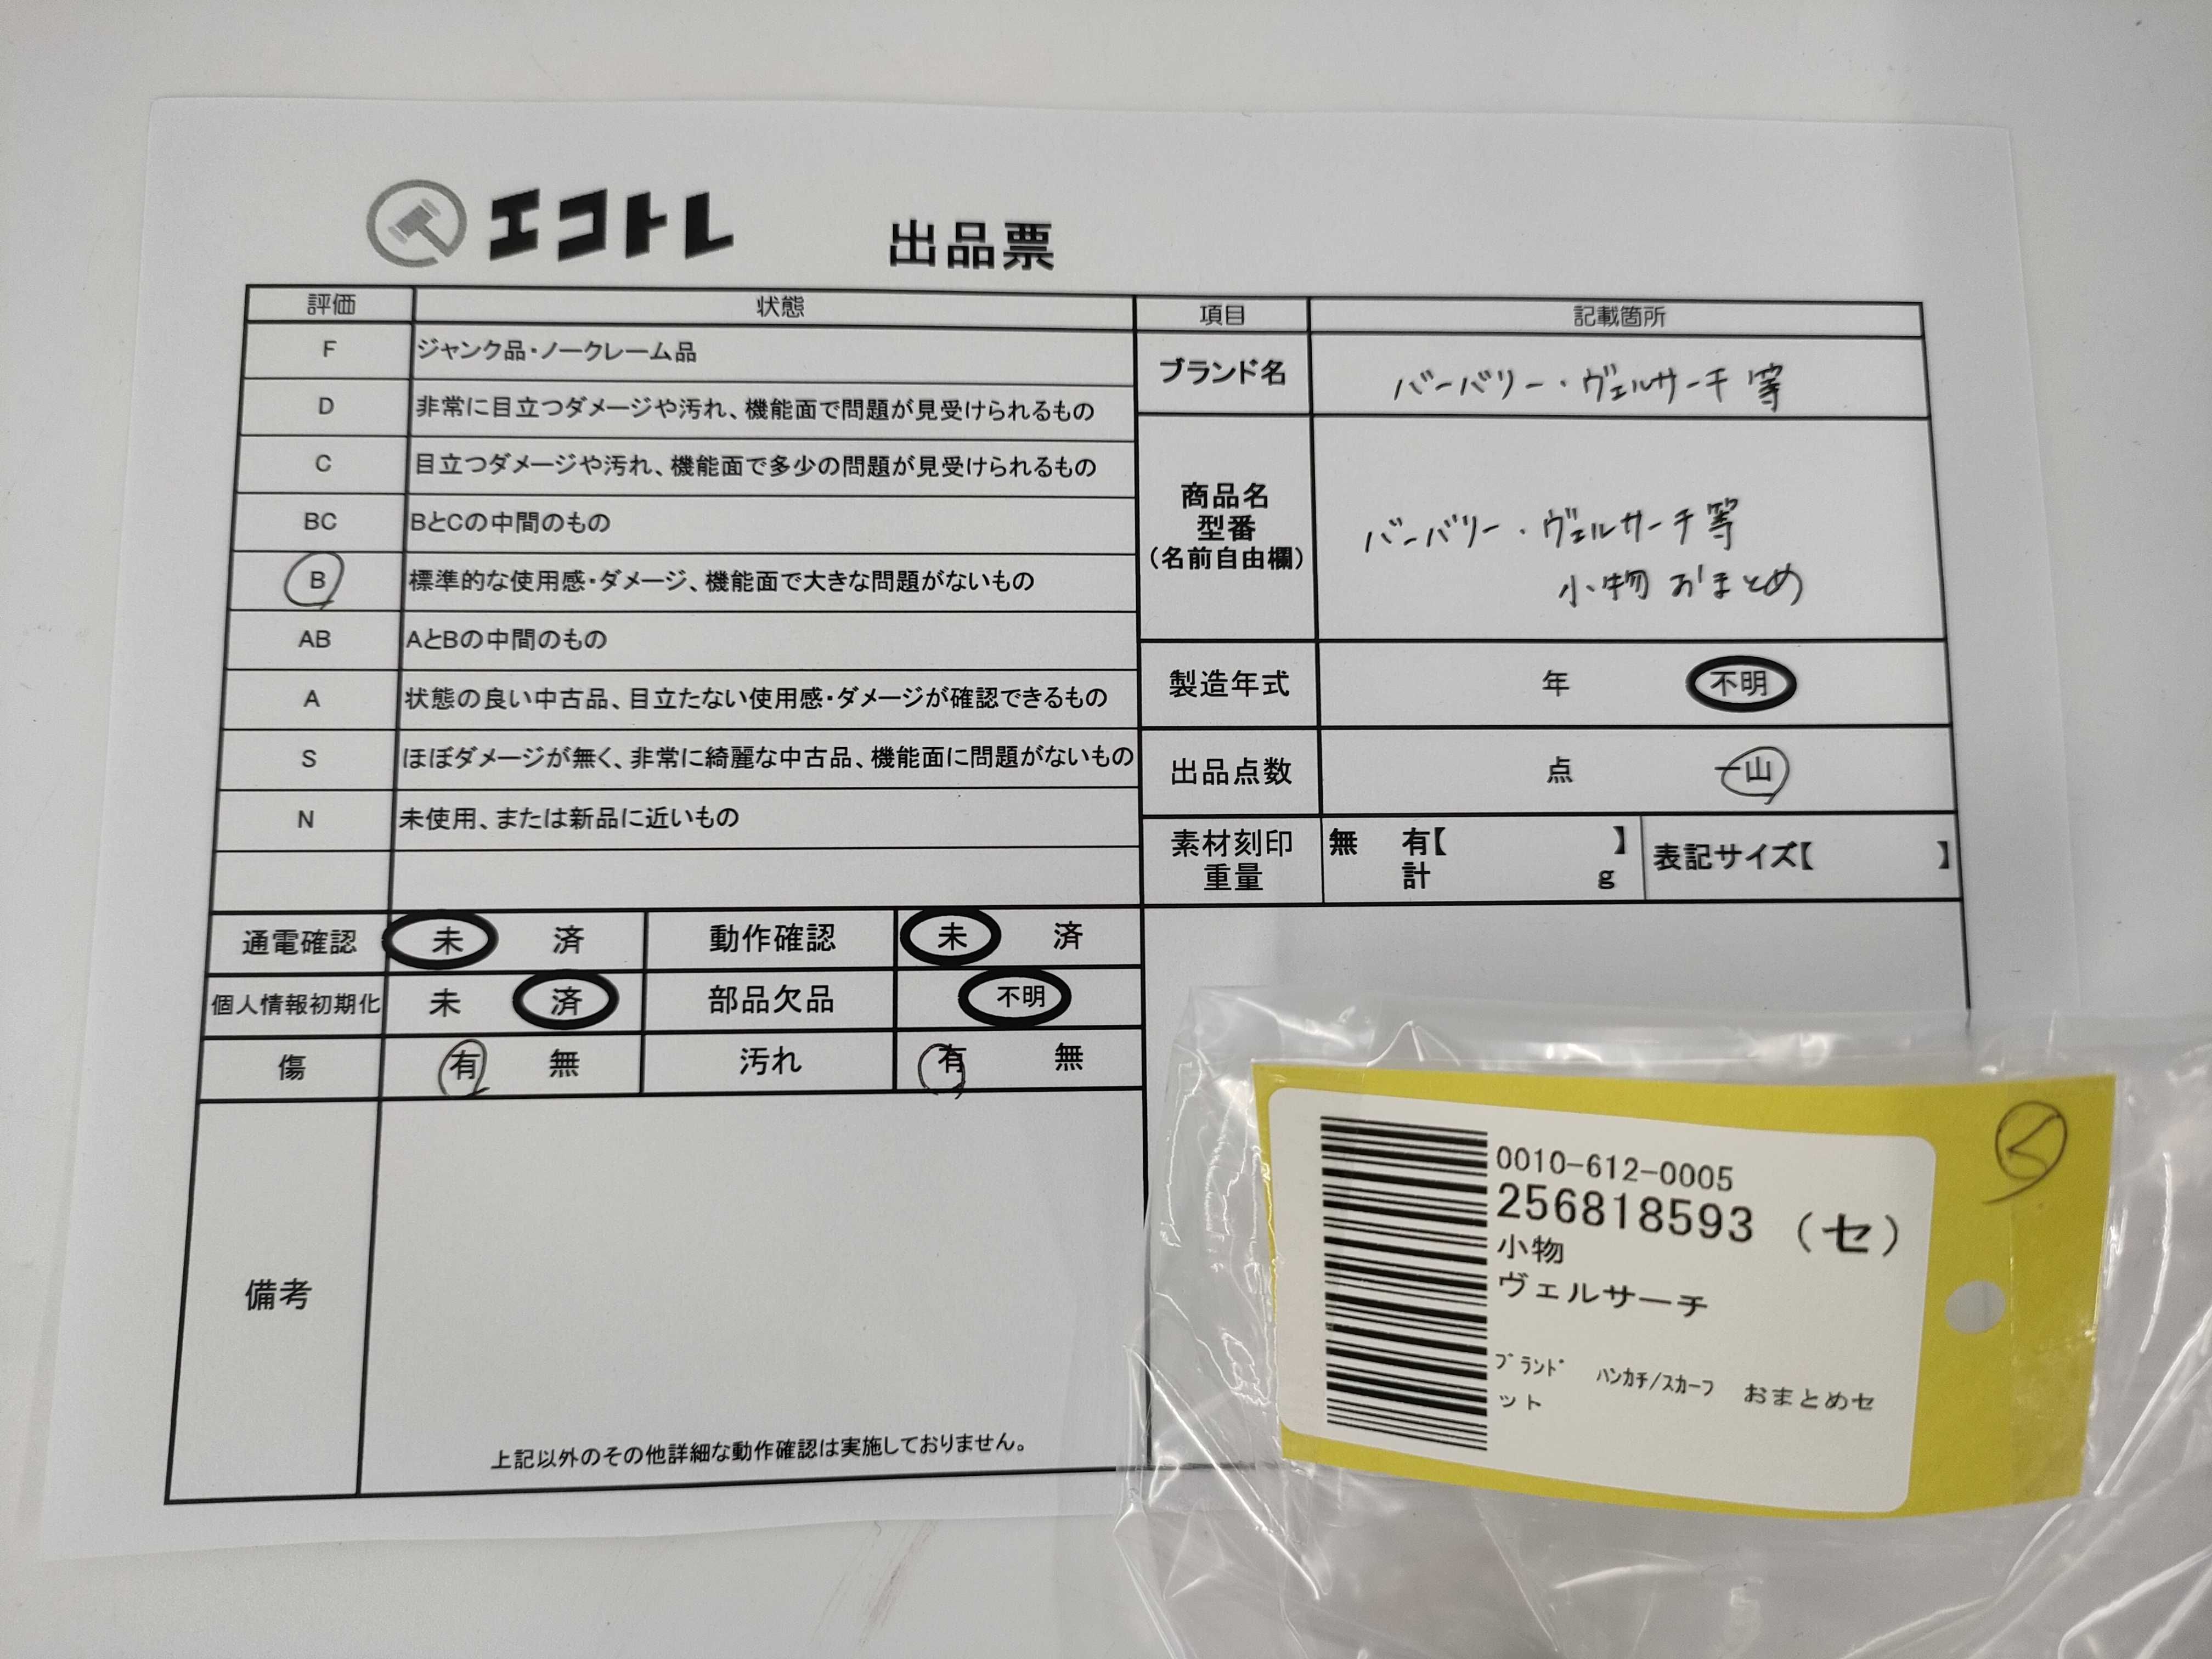 エコトレ 出品票
評価 状態
F ジャンク品・ノークレーム品
D 非常に目立つダメージや汚れ、機能面で問題が見受けられるもの
C 目立つダメージや汚れ、機能面で多少の問題が見受けられるもの
BC BとCの中間のもの
B 標準的な使用感・ダメージ、機能面で大きな問題がないもの
AB AとBの中間のもの
A 状態の良い中古品、目立たない使用感・ダメージが確認できるもの
S ほぼダメージが無く、非常に綺麗な中古品、機能面に問題がないもの
N 未使用、または新品に近いもの
通電確認 未 済 動作確認 未 済
個人情報初期化 未 済 部品欠品 不明
傷 有 無 汚れ 有 無
備考
上記以外のその他詳細な動作確認は実施しておりません。
項目 記載箇所
ブランド名 バーバリー・ヴェルサーチ等
商品名
型番
(名前自由欄)
バーバリー・ヴェルサーチ等
小物 おまとめ
製造年式 年 不明
出品点数 点 一山
素材刻印 無 有【 】
重量 計 g
表記サイズ【 】
0010-612-0005
256818593 (セ)
小物
ヴェルサーチ
ブランド ハンカチ/スカーフ おまとめセ
ット